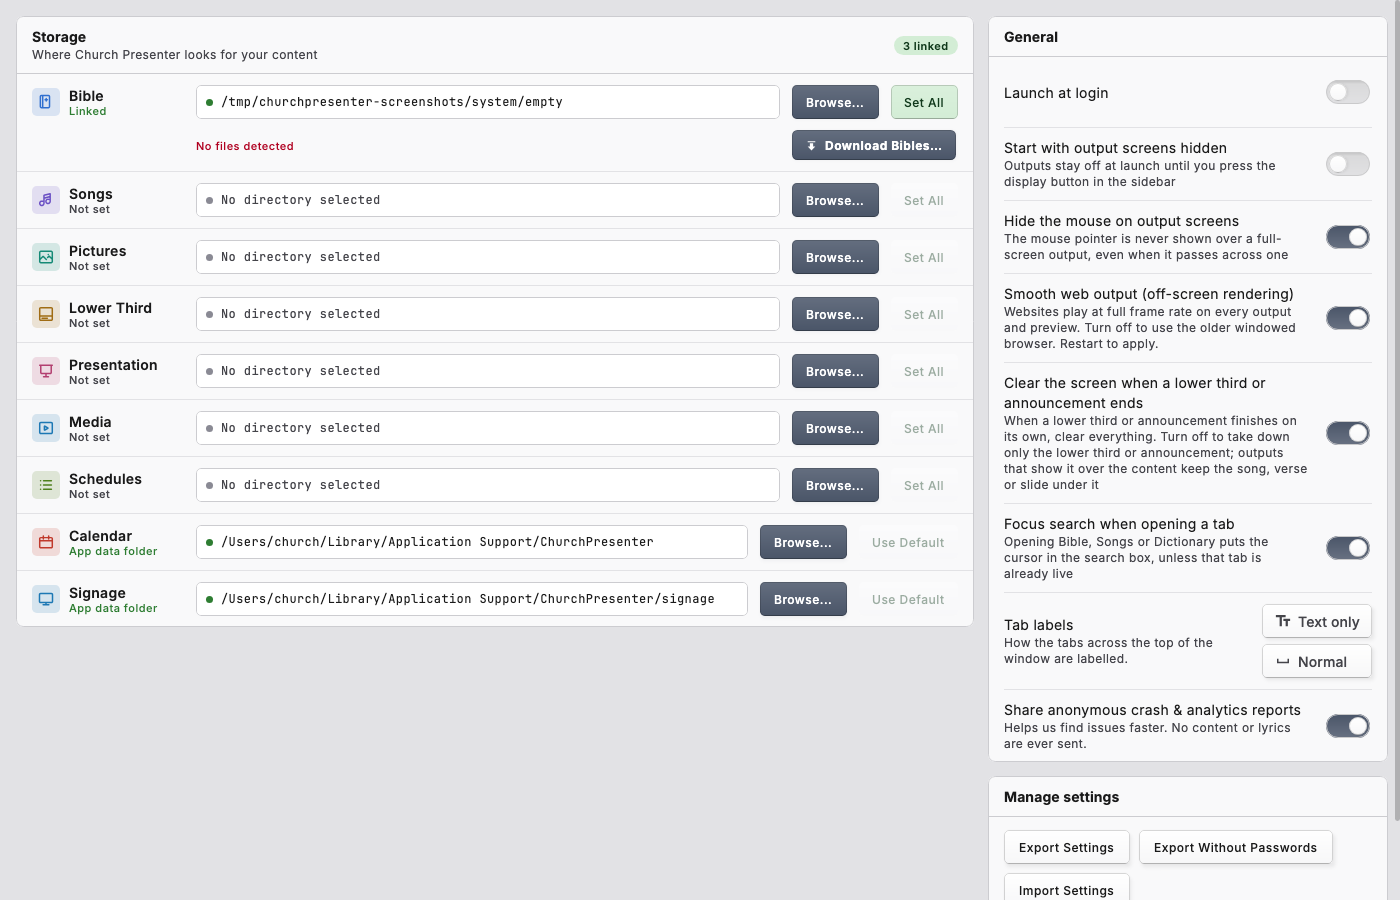 Storage
Where Church Presenter looks for your content
3 linked
Bible
Linked
/tmp/churchpresenter-screenshots/system/empty
Browse...
Set All
No files detected
Download Bibles...
Songs
Not set
No directory selected
Browse...
Set All
Pictures
Not set
No directory selected
Browse...
Set All
Lower Third
Not set
No directory selected
Browse...
Set All
Presentation
Not set
No directory selected
Browse...
Set All
Media
Not set
No directory selected
Browse...
Set All
Schedules
Not set
No directory selected
Browse...
Set All
Calendar
App data folder
/Users/church/Library/Application Support/ChurchPresenter
Browse...
Use Default
Signage
App data folder
/Users/church/Library/Application Support/ChurchPresenter/signage
Browse...
Use Default
General
Launch at login
Start with output screens hidden
Outputs stay off at launch until you press the
display button in the sidebar
Hide the mouse on output screens
The mouse pointer is never shown over a full-
screen output, even when it passes across one
Smooth web output (off-screen rendering)
Websites play at full frame rate on every output
and preview. Turn off to use the older windowed
browser. Restart to apply.
Clear the screen when a lower third or
announcement ends
When a lower third or announcement finishes on
its own, clear everything. Turn off to take down
only the lower third or announcement; outputs
that show it over the content keep the song, verse
or slide under it
Focus search when opening a tab
Opening Bible, Songs or Dictionary puts the
cursor in the search box, unless that tab is
already live
Tab labels
How the tabs across the top of the
window are labelled.
Text only
Normal
Share anonymous crash & analytics reports
Helps us find issues faster. No content or lyrics
are ever sent.
Manage settings
Export Settings
Export Without Passwords
Import Settings